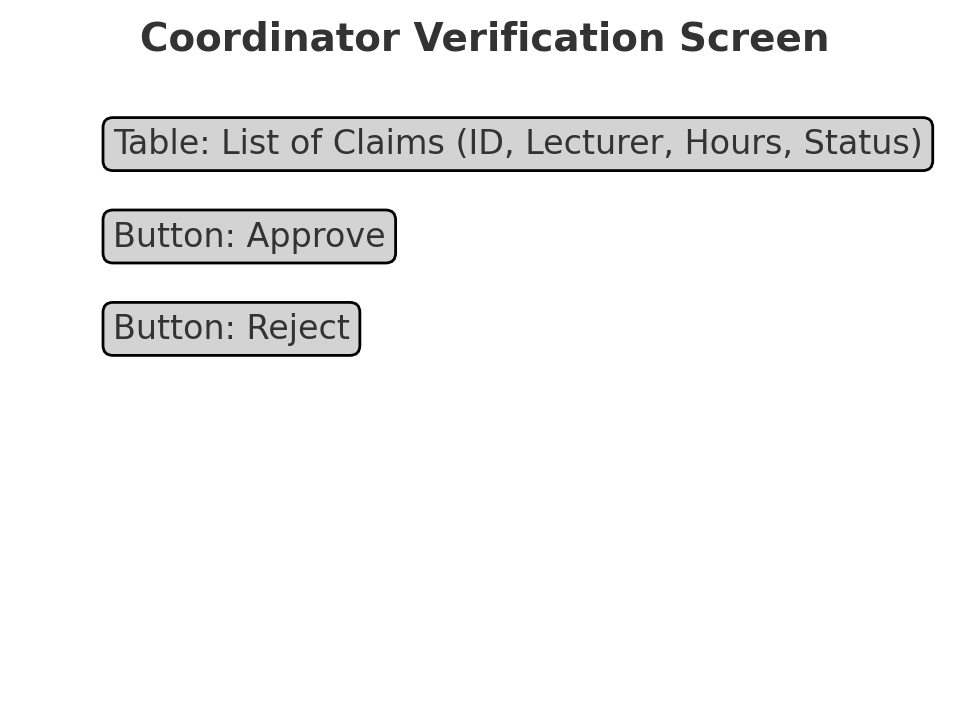 Coordinator Verification Screen
Table: List of Claims (ID, Lecturer, Hours, Status)
Button: Approve
Button: Reject